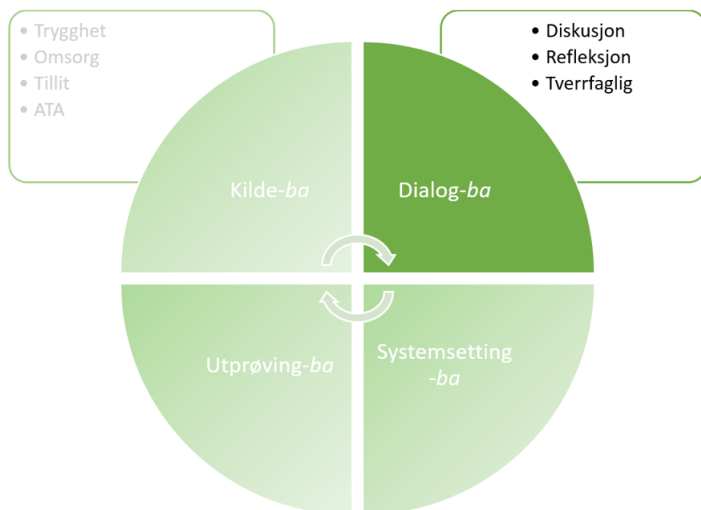 • Trygghet
• Omsorg
• Tillit
• ATA
• Diskusjon
• Refleksjon
• Tverrfaglig
Kilde-ba
Dialog-ba
Utprøving-ba
Systemsetting
-ba